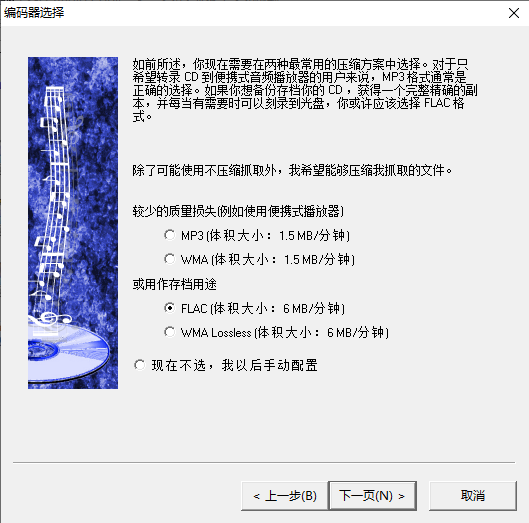 编码器选择
如前所述，你现在需要在两种最常用的压缩方案中选择。对于只
希望转录 CD 到便携式音频播放器的用户来说，MP3 格式通常是
正确的选择。如果你想备份存档你的 CD ，获得一个完整精确的副
本，并每当有需要时可以刻录到光盘，你或许应该选择 FLAC 格
式。
除了可能使用不压缩抓取外，我希望能够压缩我抓取的文件。
较少的质量损失(例如使用便携式播放器)
MP3 (体积大小： 1.5 MB/分钟)
WMA (体积大小： 1.5 MB/分钟)
或用作存档用途
FLAC (体积大小： 6 MB/分钟)
WMA Lossless (体积大小： 6 MB/分钟)
现在不选，我以后手动配置
< 上一步(B) 下一页(N) > 取消